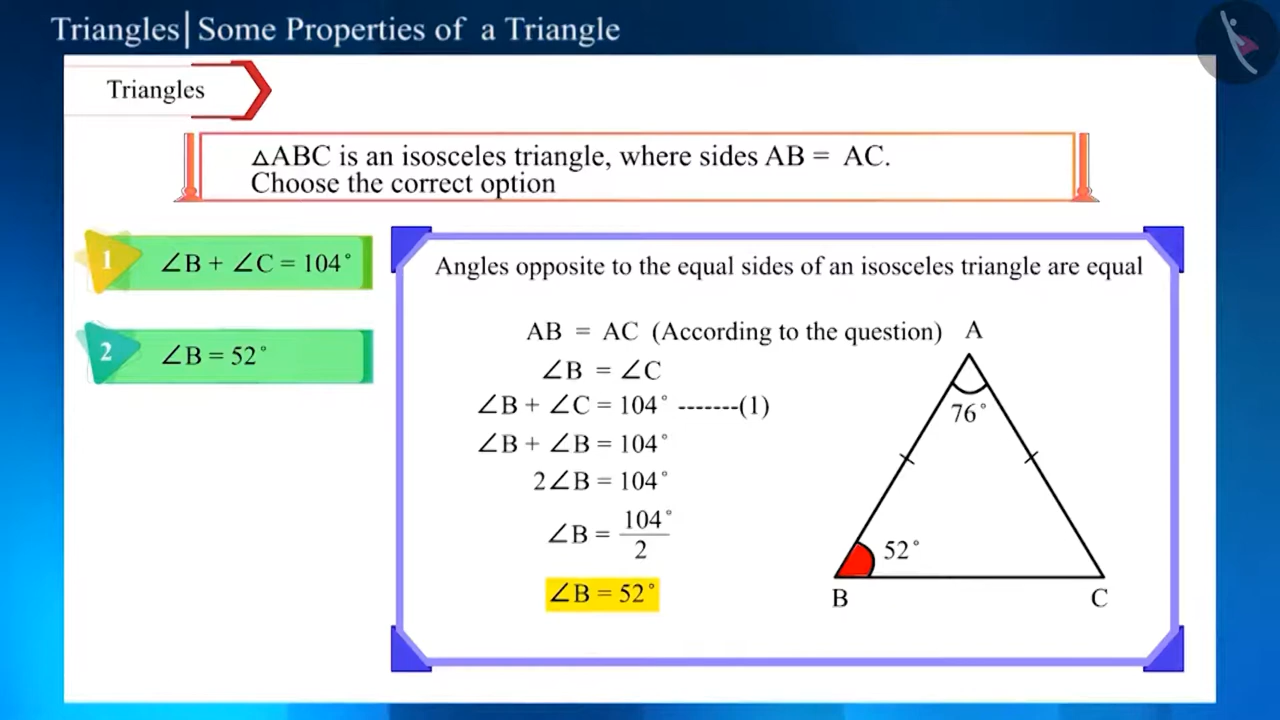 Triangles|Some Properties of a Triangle
Triangles
△ABC is an isosceles triangle, where sides AB = AC.
Choose the correct option
1 ∠B + ∠C = 104°
2 ∠B = 52°
Angles opposite to the equal sides of an isosceles triangle are equal
AB = AC (According to the question)
∠B = ∠C
∠B + ∠C = 104° -------(1)
∠B + ∠B = 104°
2∠B = 104°
∠B = 104°/2
∠B = 52°
A
76°
52°
B
C